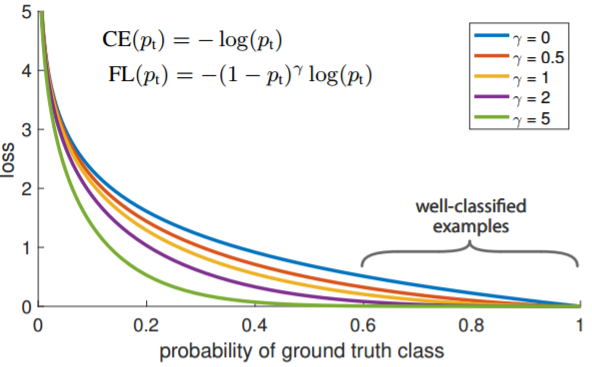 5
4
3
2
1
0
loss
CE(pₜ) = − log(pₜ)
FL(pₜ) = −(1 − pₜ)^γ log(pₜ)
γ = 0
γ = 0.5
γ = 1
γ = 2
γ = 5
well-classified
examples
0 0.2 0.4 0.6 0.8 1
probability of ground truth class